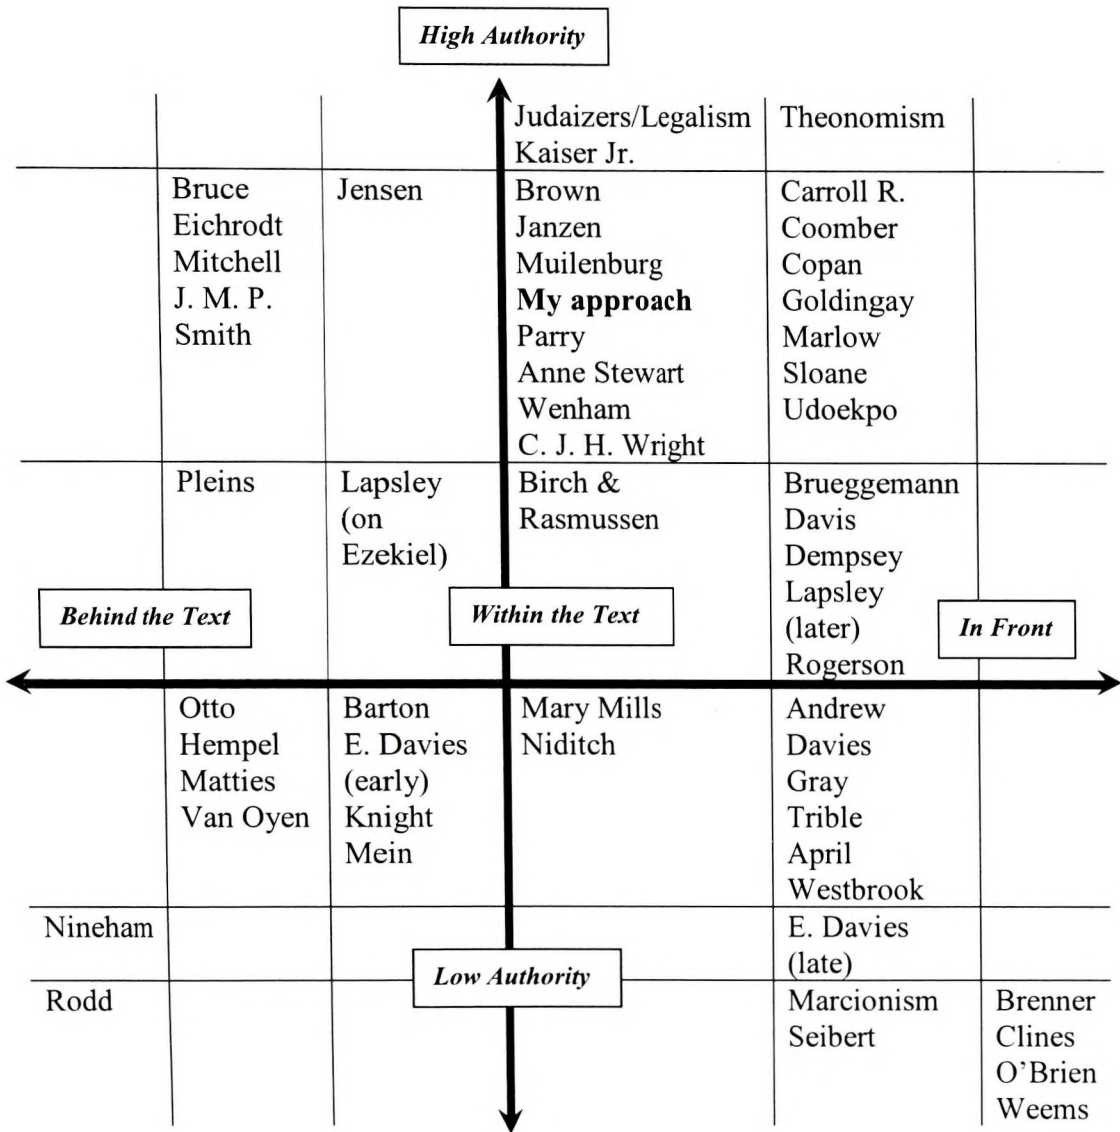 High Authority
Judaizers/Legalism
Kaiser Jr.
Theonomism
Bruce
Eichrodt
Mitchell
J. M. P.
Smith
Jensen
Brown
Janzen
Muilenburg
My approach
Parry
Anne Stewart
Wenham
C. J. H. Wright
Carroll R.
Coomber
Copan
Goldingay
Marlow
Sloane
Udoekpo
Pleins
Lapsley
(on
Ezekiel)
Birch &
Rasmussen
Brueggemann
Davis
Dempsey
Lapsley
(later)
Rogerson
Behind the Text
Within the Text
In Front
Otto
Hempel
Matties
Van Oyen
Barton
E. Davies
(early)
Knight
Mein
Mary Mills
Niditch
Andrew
Davies
Gray
Trible
April
Westbrook
Nineham
E. Davies
(late)
Low Authority
Rodd
Marcionism
Seibert
Brenner
Clines
O'Brien
Weems